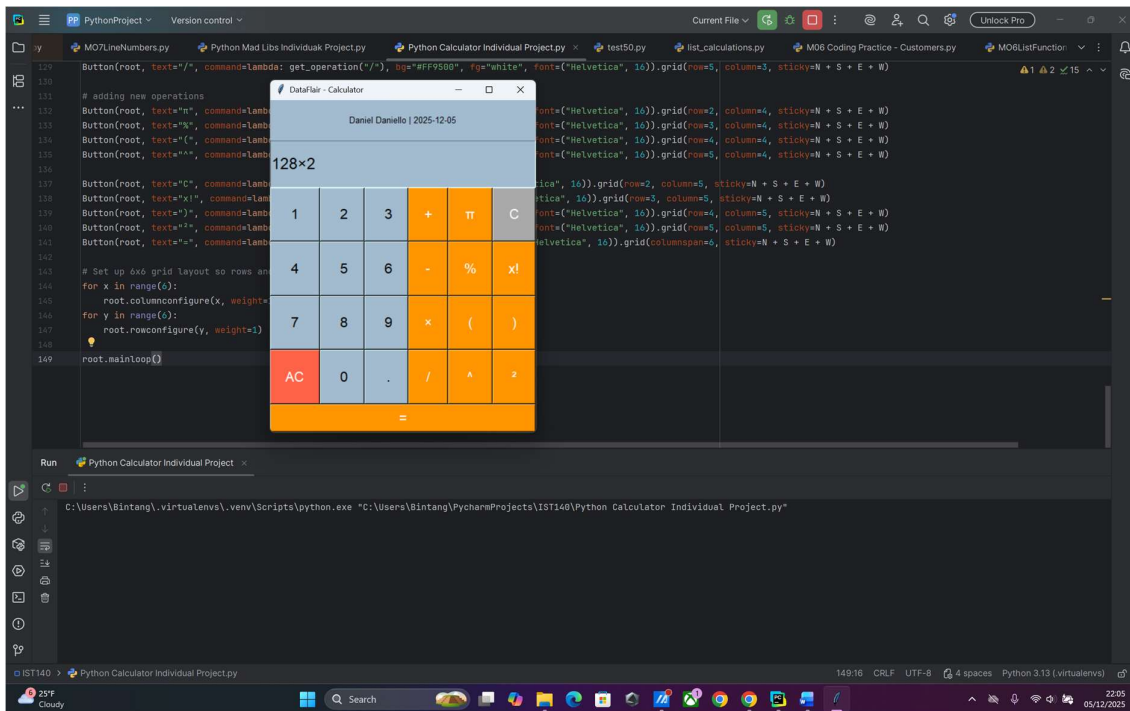 PP PythonProject Version control Current File Unlock Pro
py MO7LineNumbers.py Python Mad Libs Individuak Project.py Python Calculator Individual Project.py test50.py list_calculations.py M06 Coding Practice - Customers.py MO6ListFunction
129 Button(root, text="/", command=lambda: get_operation("/"), bg="#FF9500", fg="white", font=("Helvetica", 16)).grid(row=5, column=3, sticky=N + S + E + W)
1 2 15
130
131 # adding new operations
132 Button(root, text="π", command=lamb font=("Helvetica", 16)).grid(row=2, column=4, sticky=N + S + E + W)
133 Button(root, text="%", command=lamb font=("Helvetica", 16)).grid(row=3, column=4, sticky=N + S + E + W)
134 Button(root, text="(", command=lamb font=("Helvetica", 16)).grid(row=4, column=4, sticky=N + S + E + W)
135 Button(root, text="^", command=lamb font=("Helvetica", 16)).grid(row=5, column=4, sticky=N + S + E + W)
136
137 Button(root, text="C", command=lamb ica", 16)).grid(row=2, column=5, sticky=N + S + E + W)
138 Button(root, text="x!", command=lam etica", 16)).grid(row=3, column=5, sticky=N + S + E + W)
139 Button(root, text=")", command=lamb font=("Helvetica", 16)).grid(row=4, column=5, sticky=N + S + E + W)
140 Button(root, text="²", command=lamb font=("Helvetica", 16)).grid(row=5, column=5, sticky=N + S + E + W)
141 Button(root, text="=", command=lamb Helvetica", 16)).grid(columnspan=6, sticky=N + S + E + W)
142
143 # Set up 6x6 grid layout so rows an
144 for x in range(6):
145 root.columnconfigure(x, weight=
146 for y in range(6):
147 root.rowconfigure(y, weight=1)
148
149 root.mainloop()
DataFlair - Calculator
Daniel Daniello | 2025-12-05
128×2
1 2 3 + π C
4 5 6 - % x!
7 8 9 × ( )
AC 0 . / ^ ²
=
Run Python Calculator Individual Project
C:\Users\Bintang\.virtualenvs\.venv\Scripts\python.exe "C:\Users\Bintang\PycharmProjects\IST140\Python Calculator Individual Project.py"
IST140 > Python Calculator Individual Project.py 149:16 CRLF UTF-8 4 spaces Python 3.13 (.virtualenvs)
6 25°F
Cloudy
Search
22:05
05/12/2025